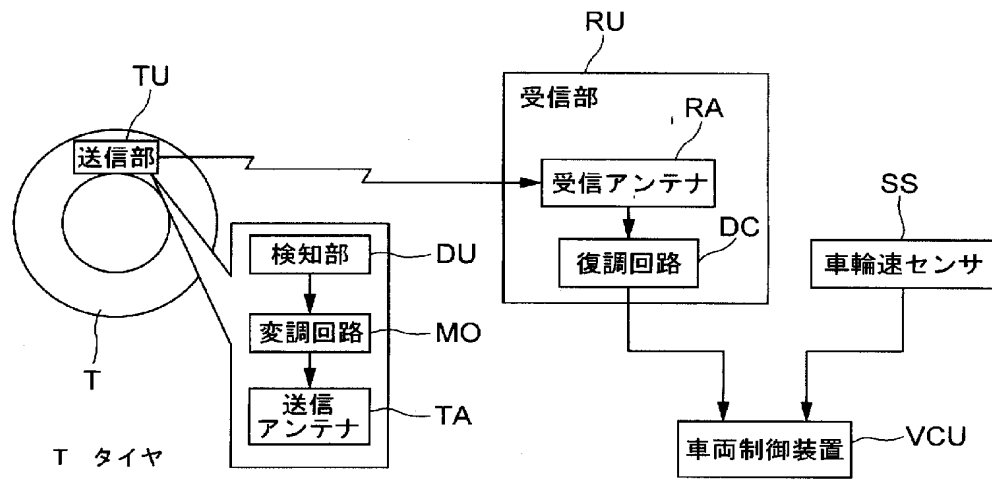 RU
TU
受信部
RA
送信部
受信アンテナ
SS
検知部
DU
DC
復調回路
車輪速センサ
変調回路
MO
T
送信
アンテナ
TA
車両制御装置
VCU
T タイヤ